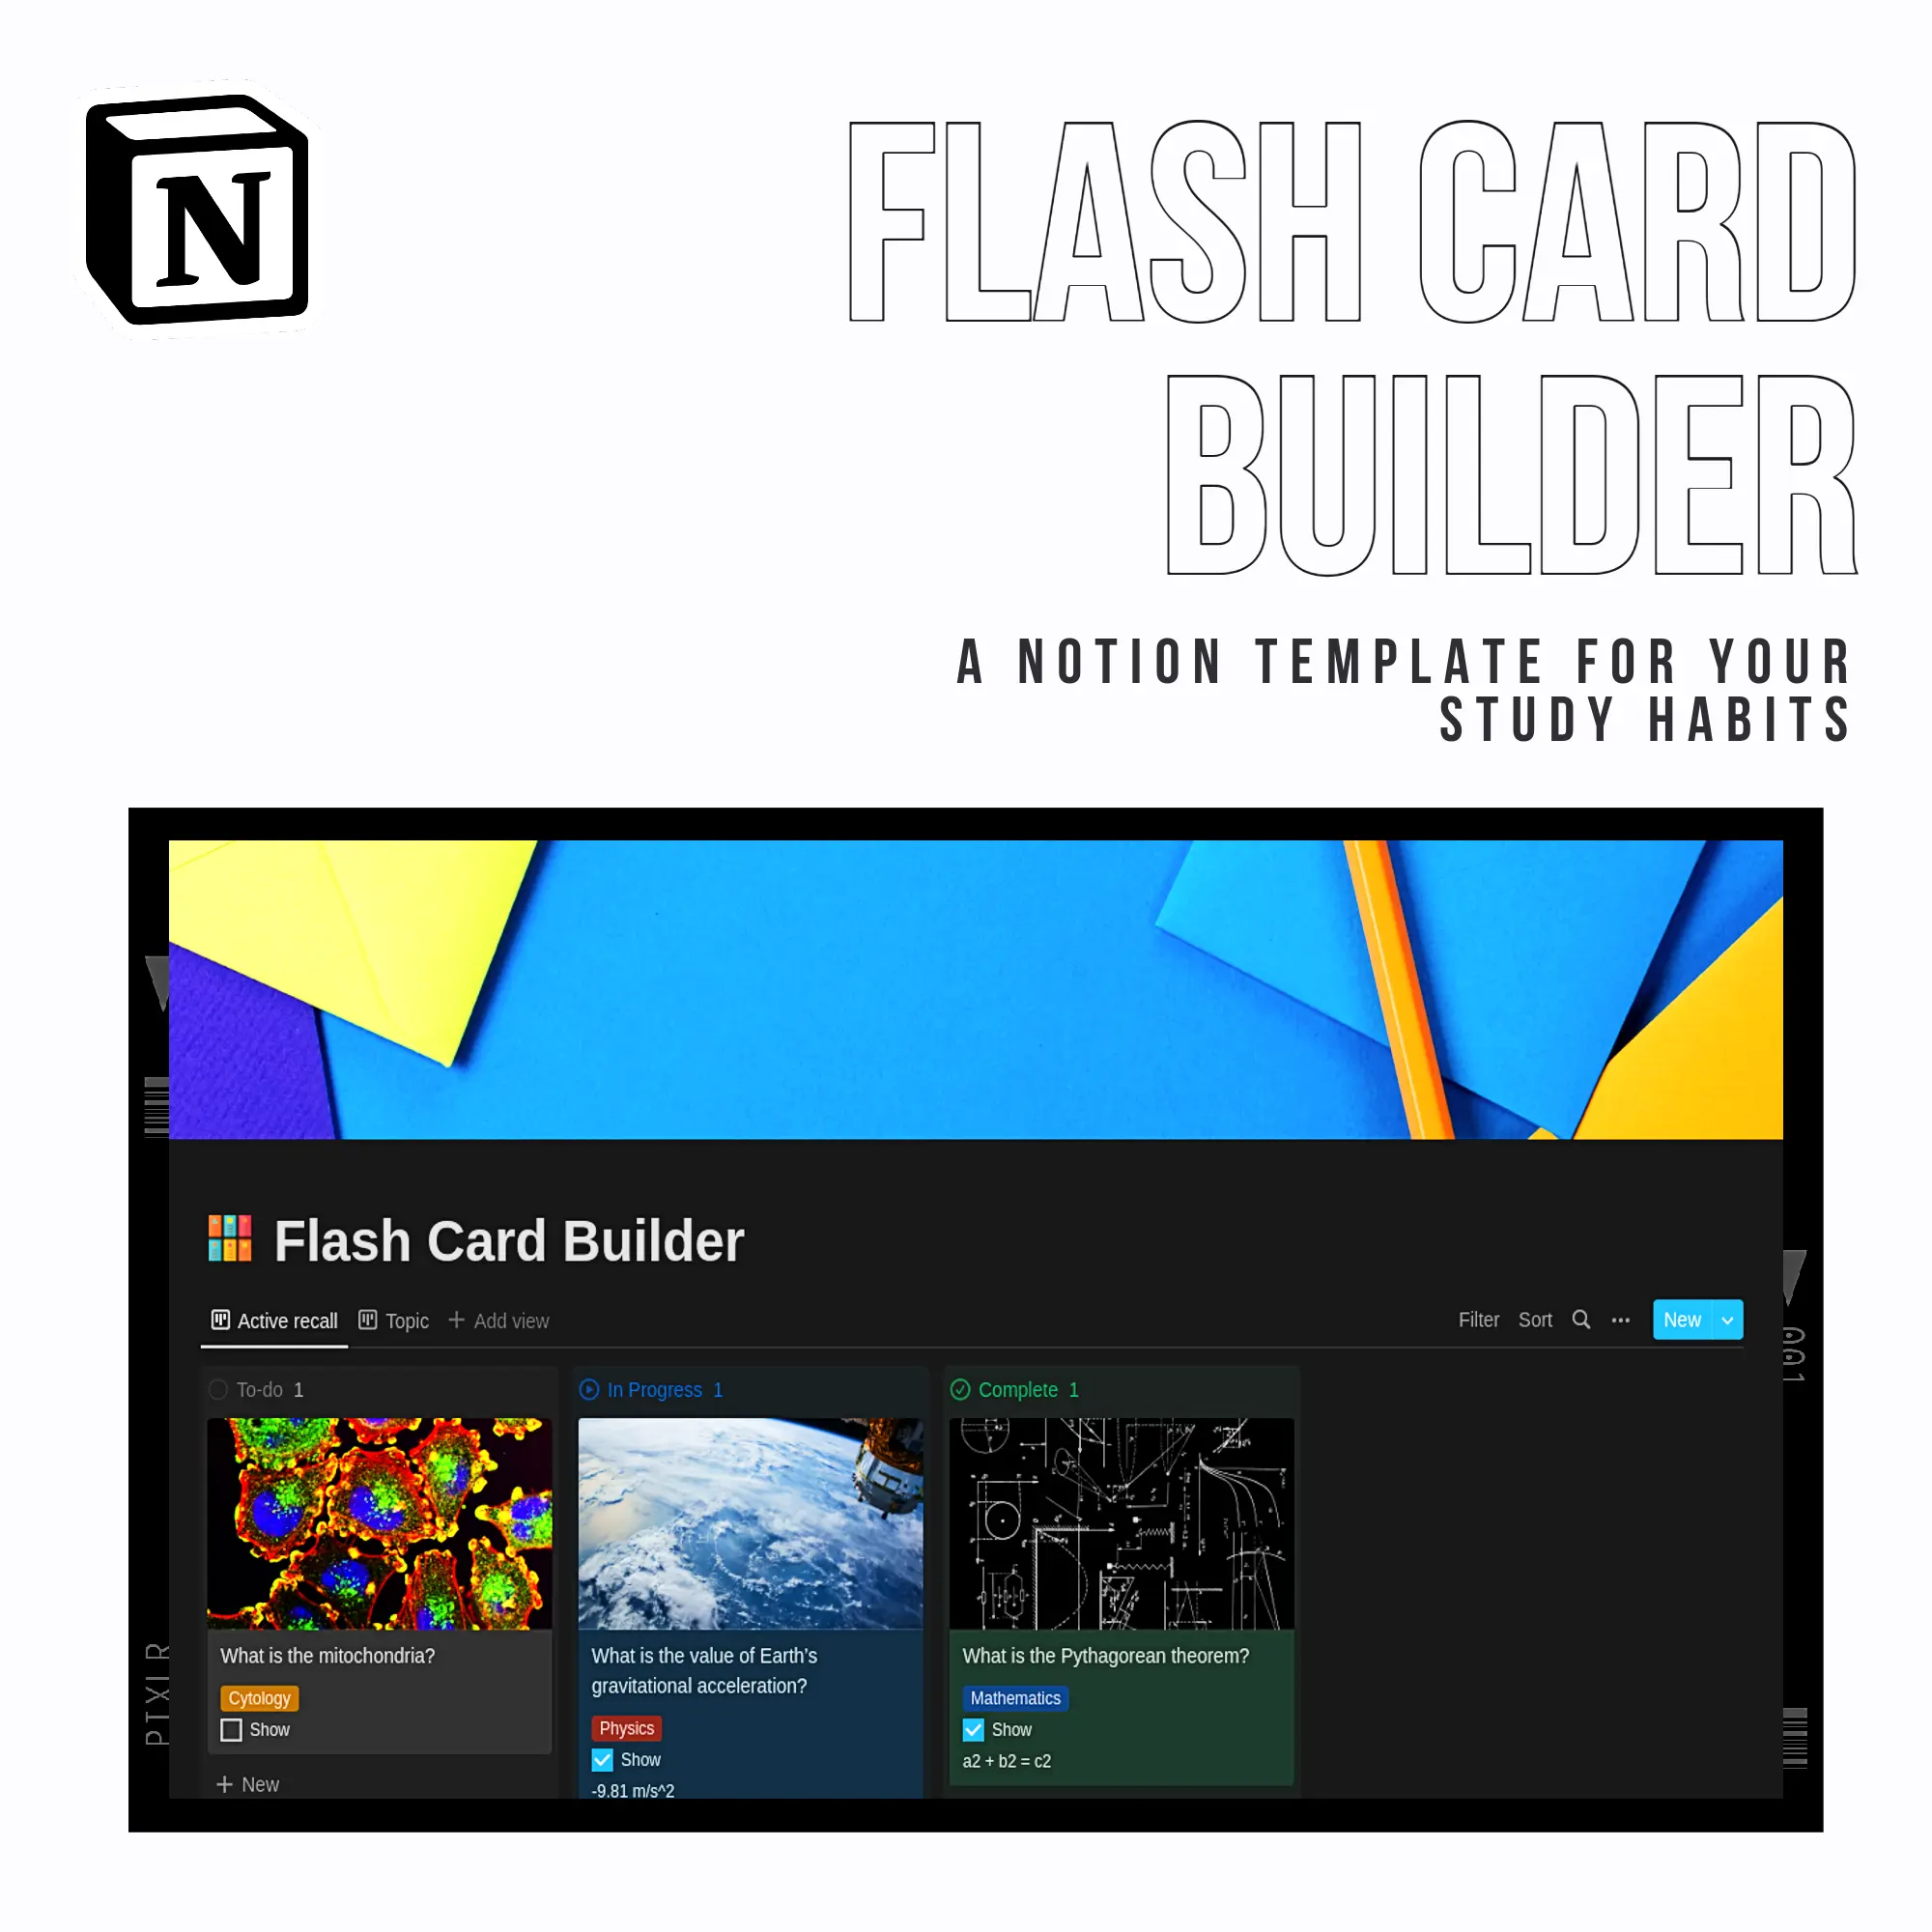 N
FLASH CARD
BUILDER
A NOTION TEMPLATE FOR YOUR
STUDY HABITS
Flash Card Builder
Active recall Topic + Add view
Filter Sort ... New
To-do 1
In Progress 1
Complete 1
What is the mitochondria?
Cytology
Show
+ New
What is the value of Earth's
gravitational acceleration?
Physics
Show
-9.81 m/s^2
What is the Pythagorean theorem?
Mathematics
Show
a2 + b2 = c2